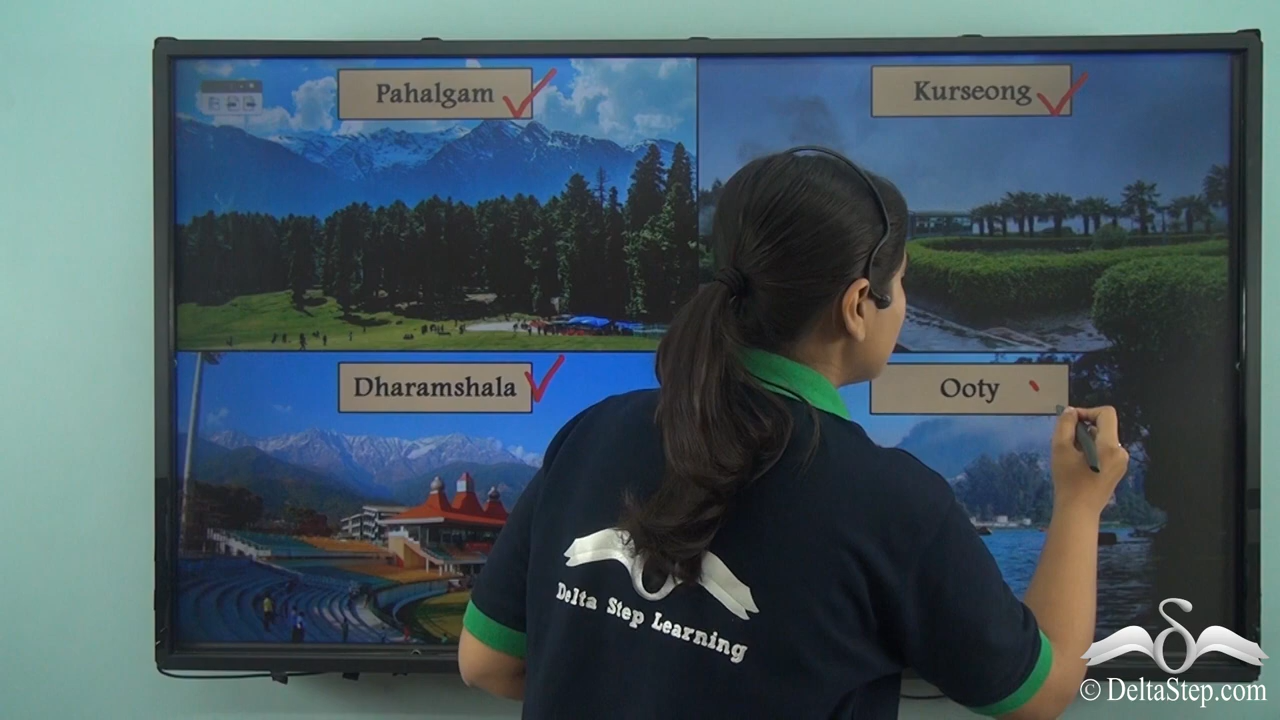 Pahalgam
Kurseong
Dharamshala
Ooty
Delta Step Learning
© DeltaStep.com